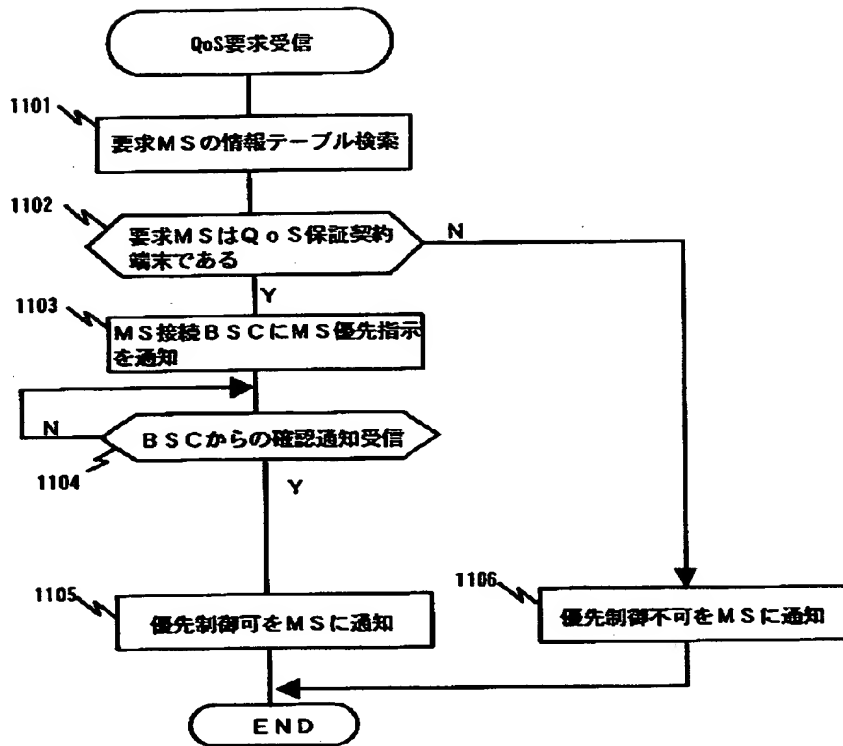 QoS要求受信
1101
要求MSの情報テーブル検索
1102
要求MSはQoS保証契約
端末である
N
Y
1103
MS接続BSCにMS優先指示
を通知
N
BSCからの確認通知受信
1104
Y
1105
優先制御可をMSに通知
1106
優先制御不可をMSに通知
END